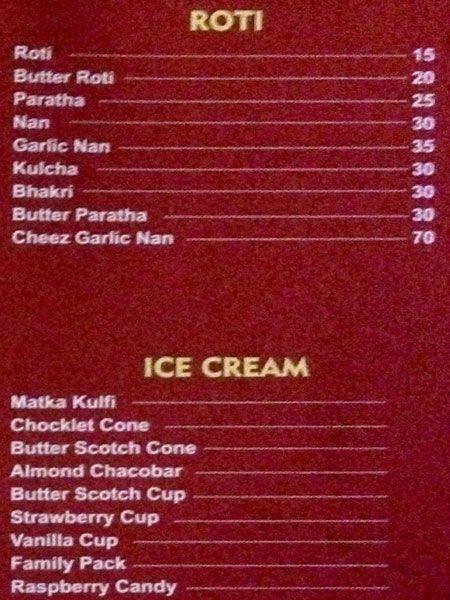 ROTI
Roti 15
Butter Roti 20
Paratha 25
Nan 30
Garlic Nan 35
Kulcha 30
Bhakri 30
Butter Paratha 30
Cheez Garlic Nan 70
ICE CREAM
Matka Kulfi
Chocklet Cone
Butter Scotch Cone
Almond Chacobar
Butter Scotch Cup
Strawberry Cup
Vanilla Cup
Family Pack
Raspberry Candy